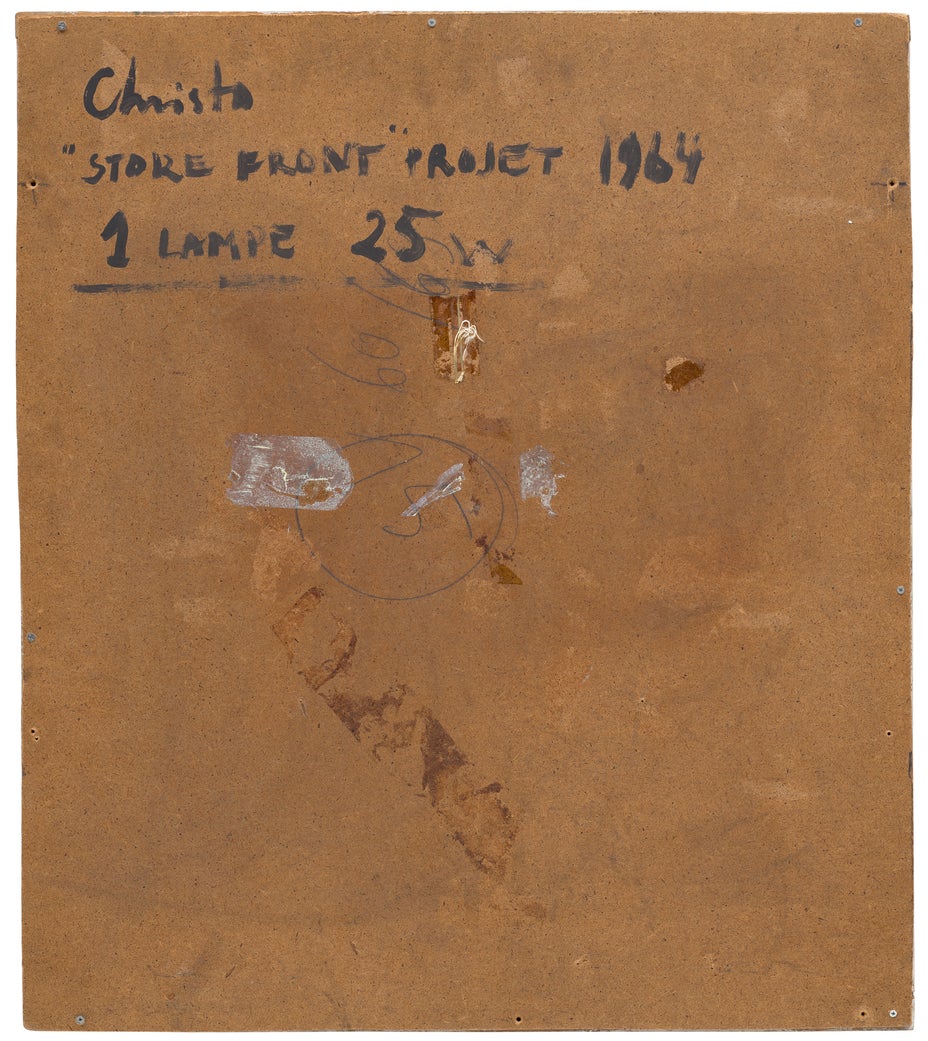 Christo
"STORE FRONT" PROJET 1964
1 LAMPE 25 W